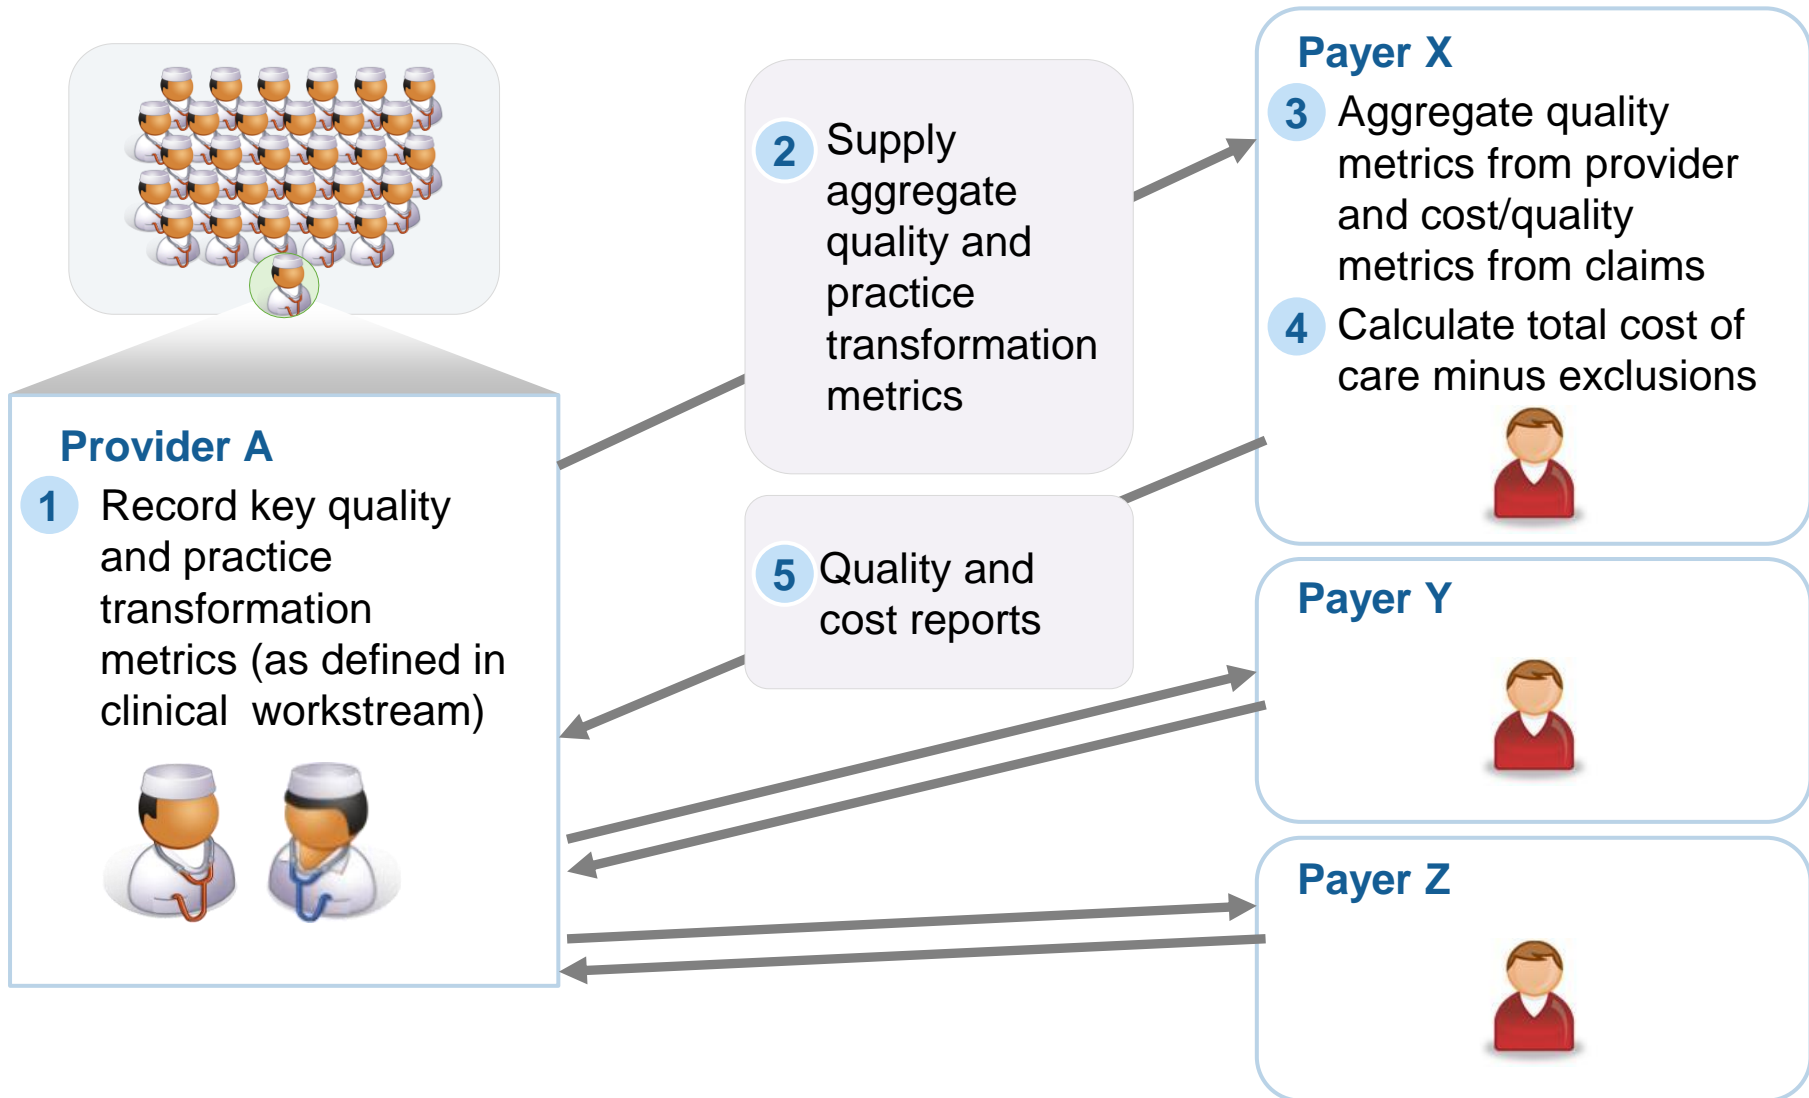 Provider A
1 Record key quality
and practice
transformation
metrics (as defined in
clinical workstream)
2 Supply
aggregate
quality and
practice
transformation
metrics
Payer X
3 Aggregate quality
metrics from provider
and cost/quality
metrics from claims
4 Calculate total cost of
care minus exclusions
5 Quality and
cost reports
Payer Y
Payer Z